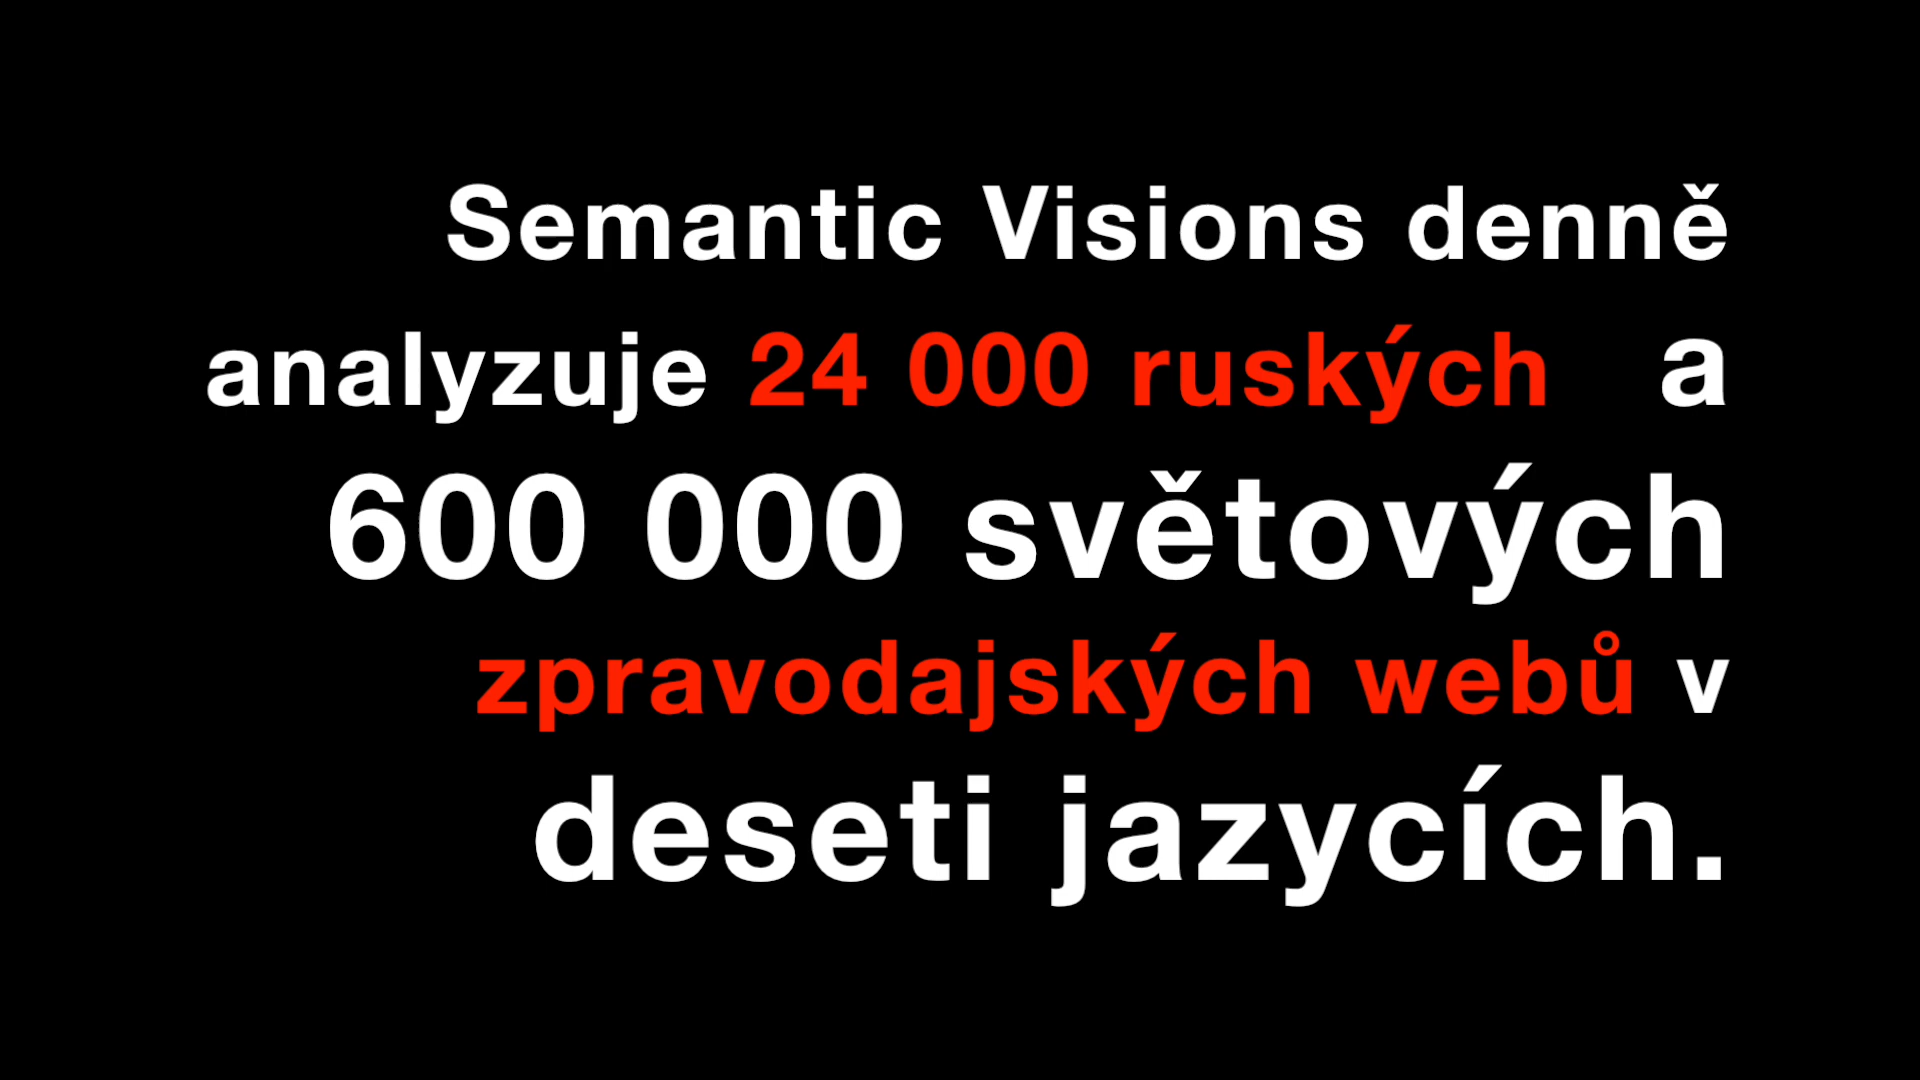 Semantic Visions denně
analyzuje 24 000 ruských a
600 000 světových
zpravodajských webů v
deseti jazycích.